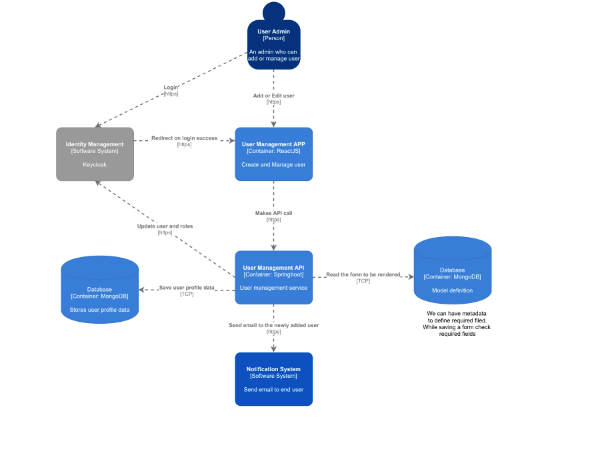 User Admin
[Person]
An admin who can
add or manage user
Login
[https]
Add or Edit user
[https]
Identity Management
[Software System]
Keycloak
Redirect on login success
[https]
User Management APP
[Container: ReactJS]
Create and Manage user
Makes API call
[https]
Update user and roles
[https]
Database
[Container: MongoDB]
Stores user profile data
Save user profile data
[TCP]
User Management API
[Container: Springboot]
User management service
Read the form to be rendered
[TCP]
Database
[Container: MongoDB]
Model definition
We can have metadata
to define required filed.
While saving a form check
required fields
Send email to the newly added user
[https]
Notification System
[Software System]
Send email to end user